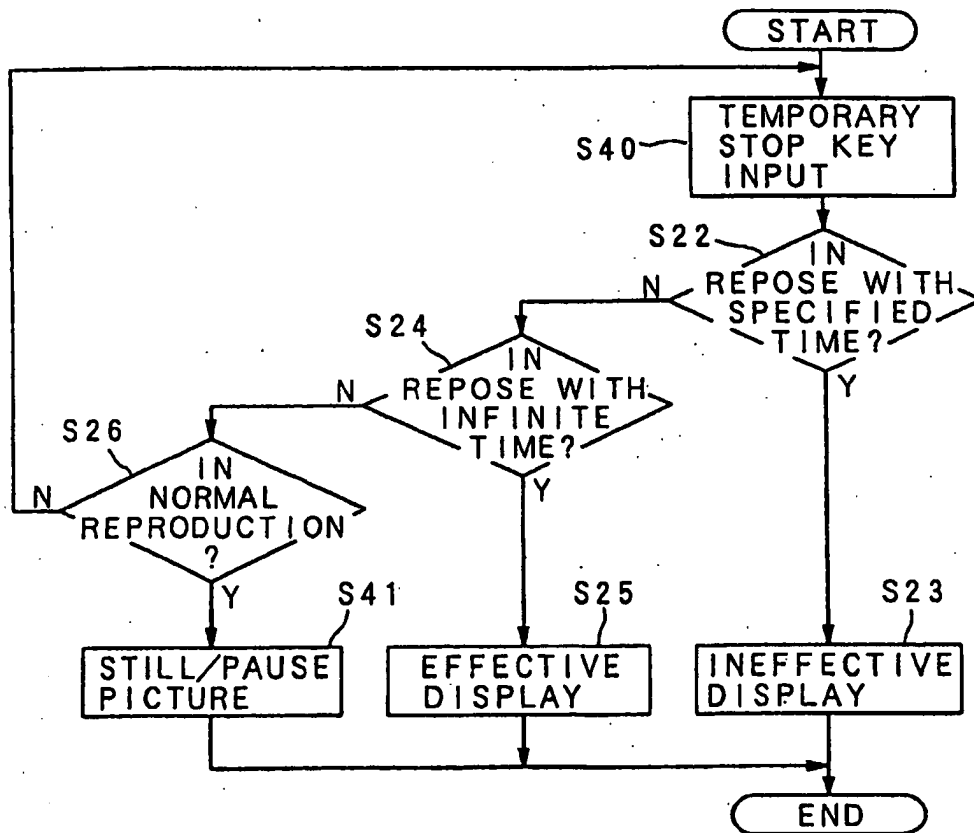 START
TEMPORARY
STOP KEY
INPUT
S40
S22
IN
REPOSE WITH
SPECIFIED
TIME?
N
Y
S24
IN
REPOSE WITH
INFINITE
TIME?
N
Y
S26
IN
NORMAL
REPRODUCTION
?
N
Y
S41
STILL/PAUSE
PICTURE
S25
EFFECTIVE
DISPLAY
S23
INEFFECTIVE
DISPLAY
END